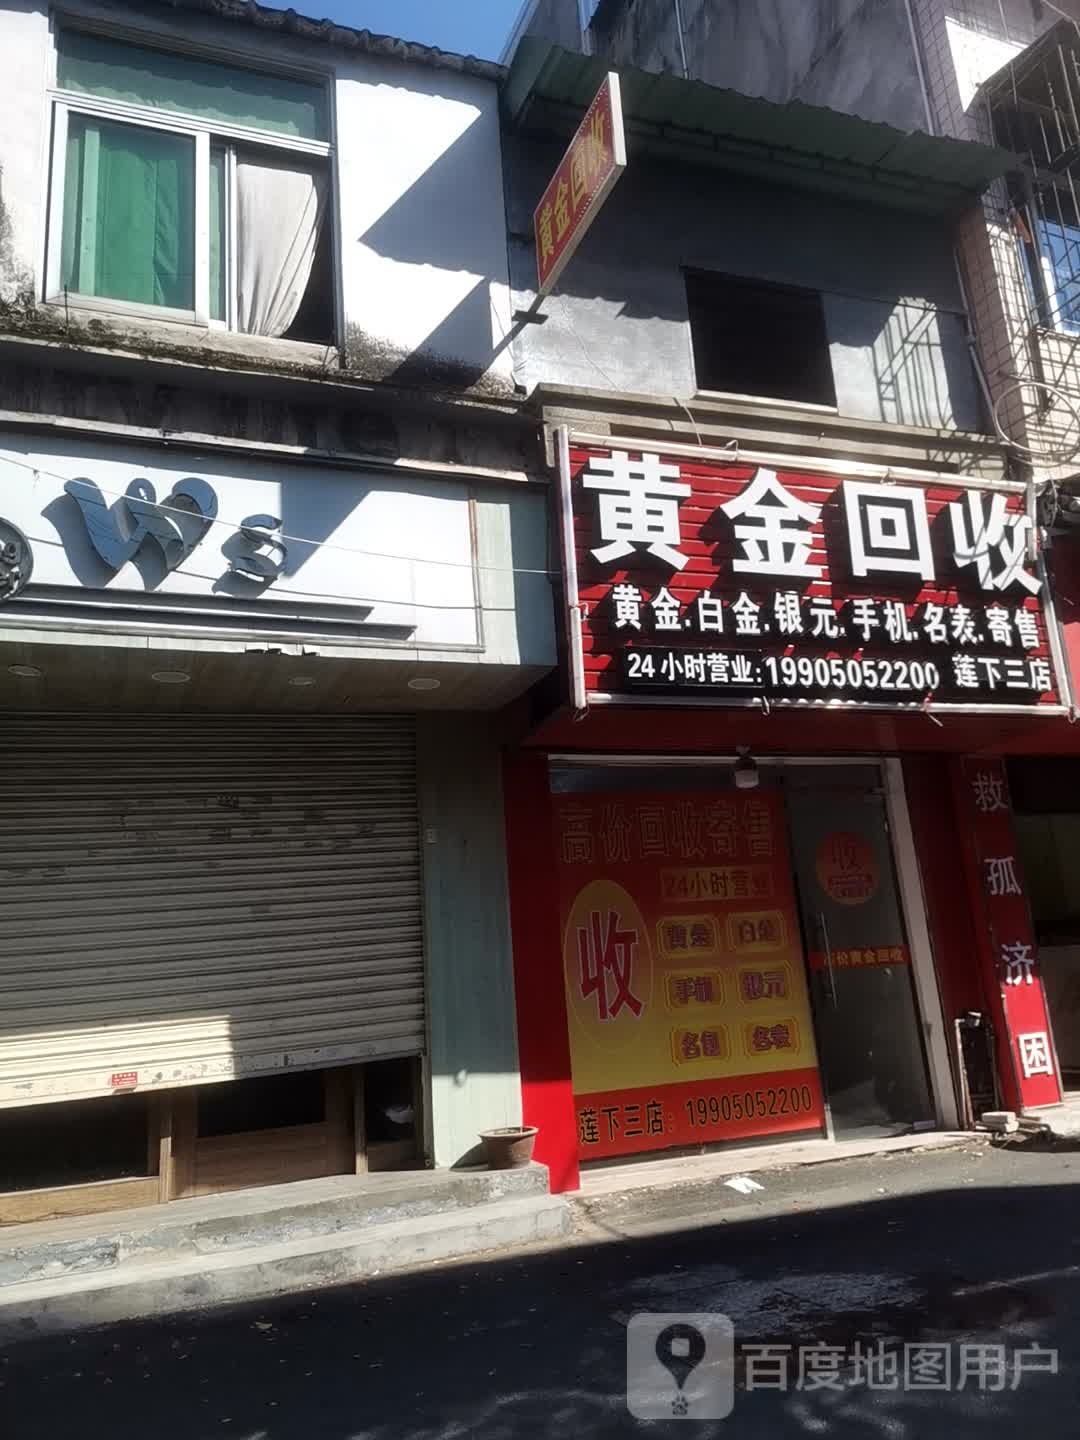 黄金回收
Ws
黄金回收
黄金.白金.银元.手机.名表.寄售
24小时营业:19905052200 莲下三店
高价回收寄售
24小时营业
收
黄金 白金
手机 银元
名包 名表
莲下三店：19905052200
收
高价黄金回收
救孤济困
百度地图用户